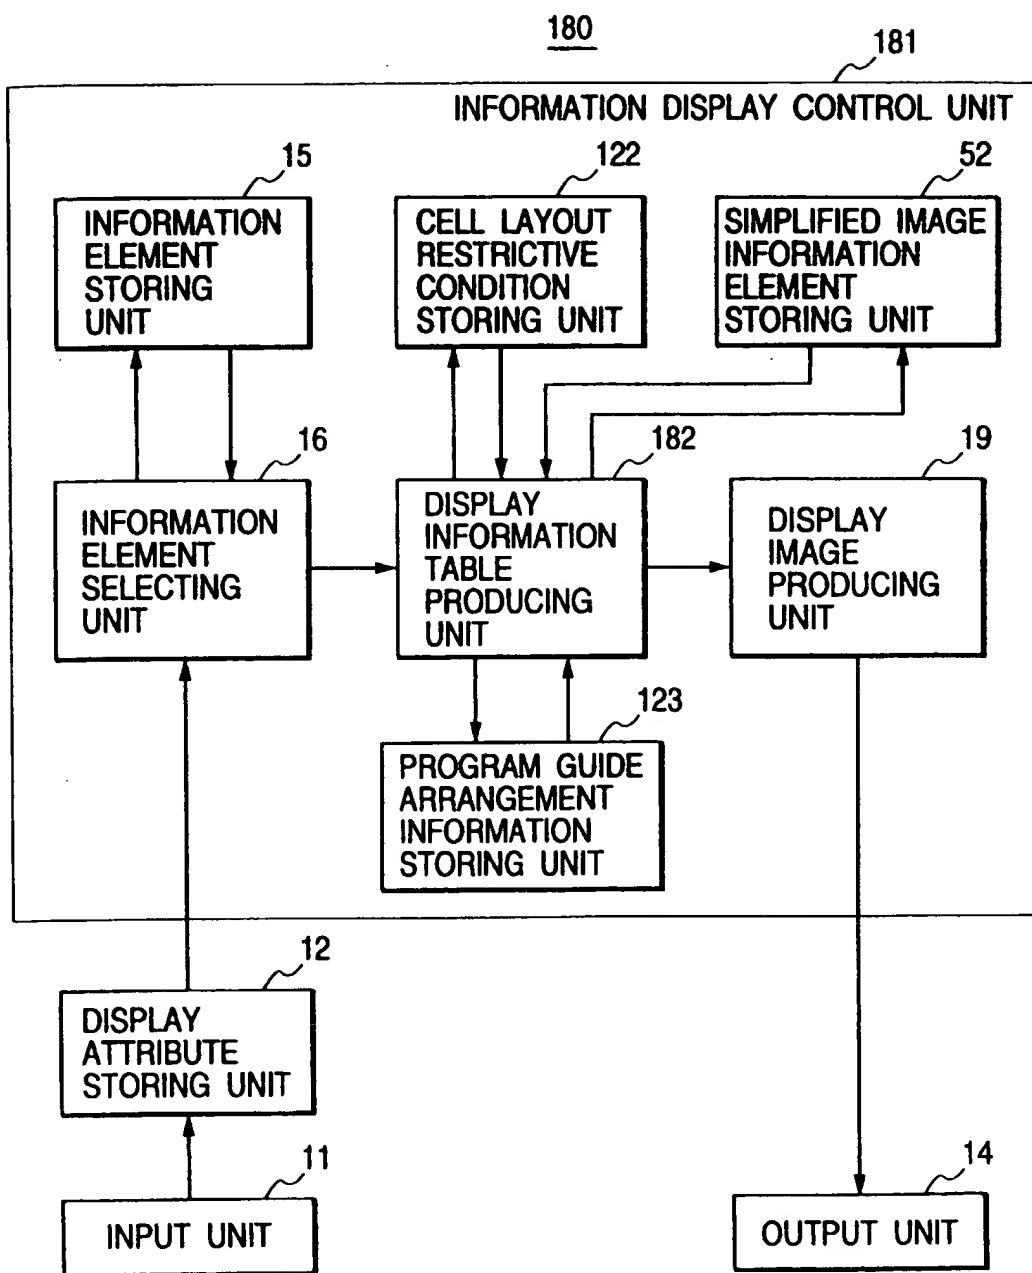 180
181
INFORMATION DISPLAY CONTROL UNIT
15
INFORMATION
ELEMENT
STORING
UNIT
122
CELL LAYOUT
RESTRICTIVE
CONDITION
STORING UNIT
52
SIMPLIFIED IMAGE
INFORMATION
ELEMENT
STORING UNIT
16
INFORMATION
ELEMENT
SELECTING
UNIT
182
DISPLAY
INFORMATION
TABLE
PRODUCING
UNIT
19
DISPLAY
IMAGE
PRODUCING
UNIT
123
PROGRAM GUIDE
ARRANGEMENT
INFORMATION
STORING UNIT
12
DISPLAY
ATTRIBUTE
STORING UNIT
11
INPUT UNIT
14
OUTPUT UNIT